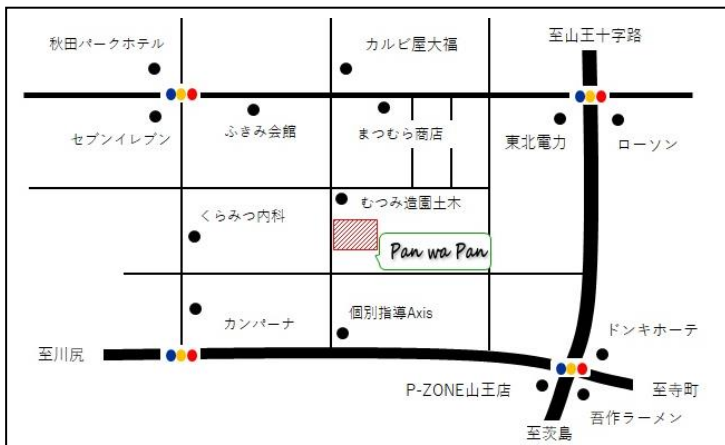 至山王十字路
秋田パークホテル
カルビ屋大福
セブンイレブン
ふきみ会館
まつむら商店
東北電力
ローソン
むつみ造園土木
くらみつ内科
Pan wa Pan
カンパーナ
個別指導Axis
ドンキホーテ
至川尻
P-ZONE山王店
至寺町
吾作ラーメン
至茨島